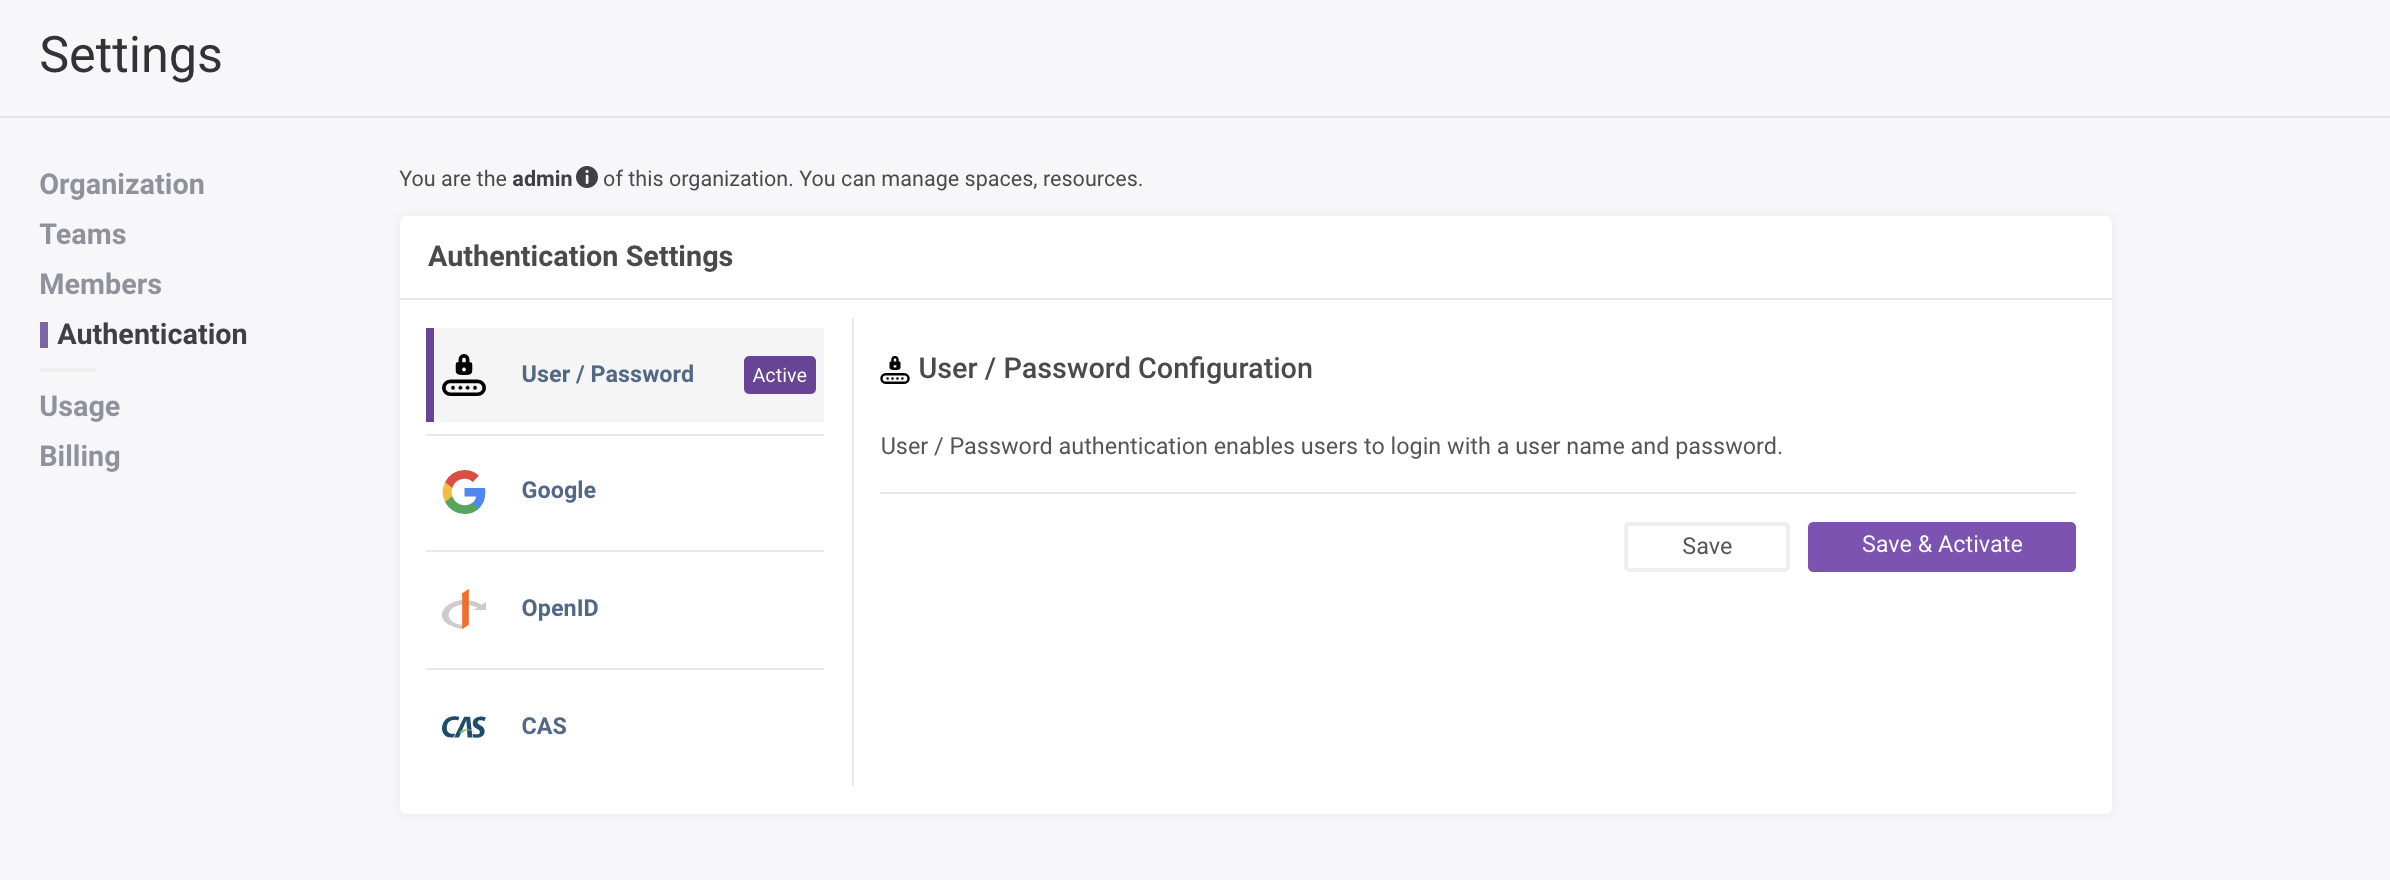 Settings
Organization
Teams
Members
Authentication
Usage
Billing
You are the admin of this organization. You can manage spaces, resources.
Authentication Settings
User / Password Active
Google
OpenID
CAS CAS
User / Password Configuration
User / Password authentication enables users to login with a user name and password.
Save Save & Activate